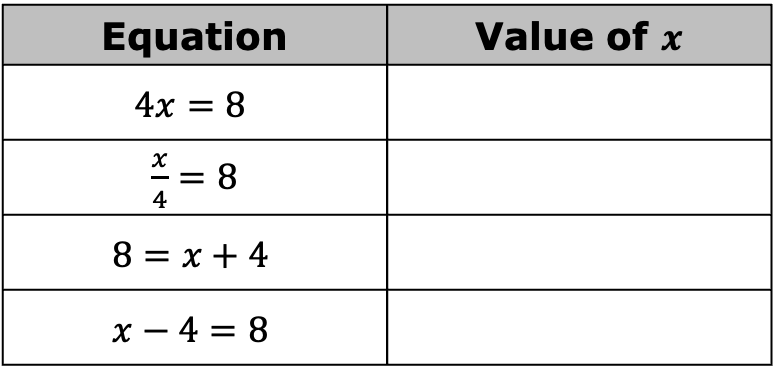 Equation Value of x
4x = 8
x/4 = 8
8 = x + 4
x − 4 = 8